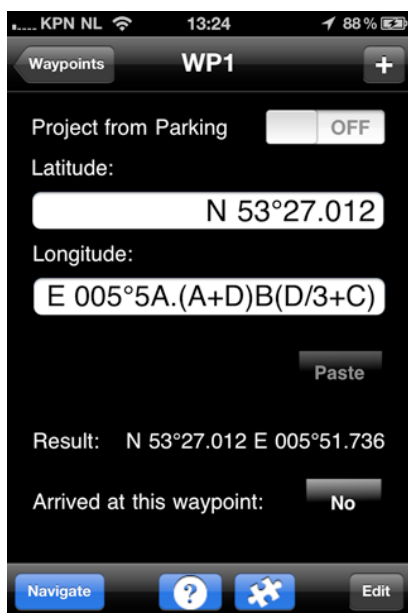 KPN NL 13:24 88 %
Waypoints WP1 +
Project from Parking OFF
Latitude:
N 53°27.012
Longitude:
E 005°5A.(A+D)B(D/3+C)
Paste
Result: N 53°27.012 E 005°51.736
Arrived at this waypoint: No
Navigate ? Edit